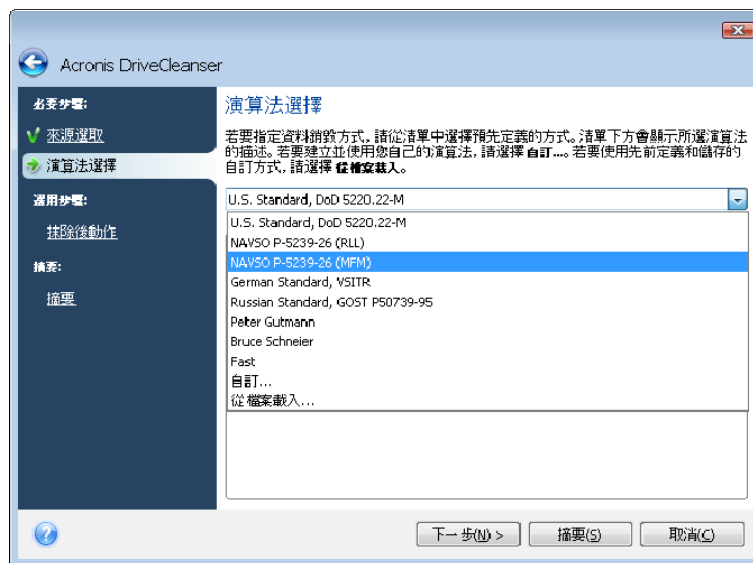 Acronis DriveCleanser
必要步驟:
來源選取
演算法選擇
選用步驟:
抹除後動作
摘要:
摘要
演算法選擇
若要指定資料銷毀方式，請從清單中選擇預先定義的方式。清單下方會顯示所選演算法
的描述。若要建立並使用您自己的演算法，請選擇 自訂...。若要使用先前定義和儲存的
自訂方式，請選擇 從檔案載入。
U.S. Standard, DoD 5220.22-M
U.S. Standard, DoD 5220.22-M
NAVSO P-5239-26 (RLL)
NAVSO P-5239-26 (MFM)
German Standard, VSITR
Russian Standard, GOST P50739-95
Peter Gutmann
Bruce Schneier
Fast
自訂...
從檔案載入...
下一步(N) >
摘要(S)
取消(C)